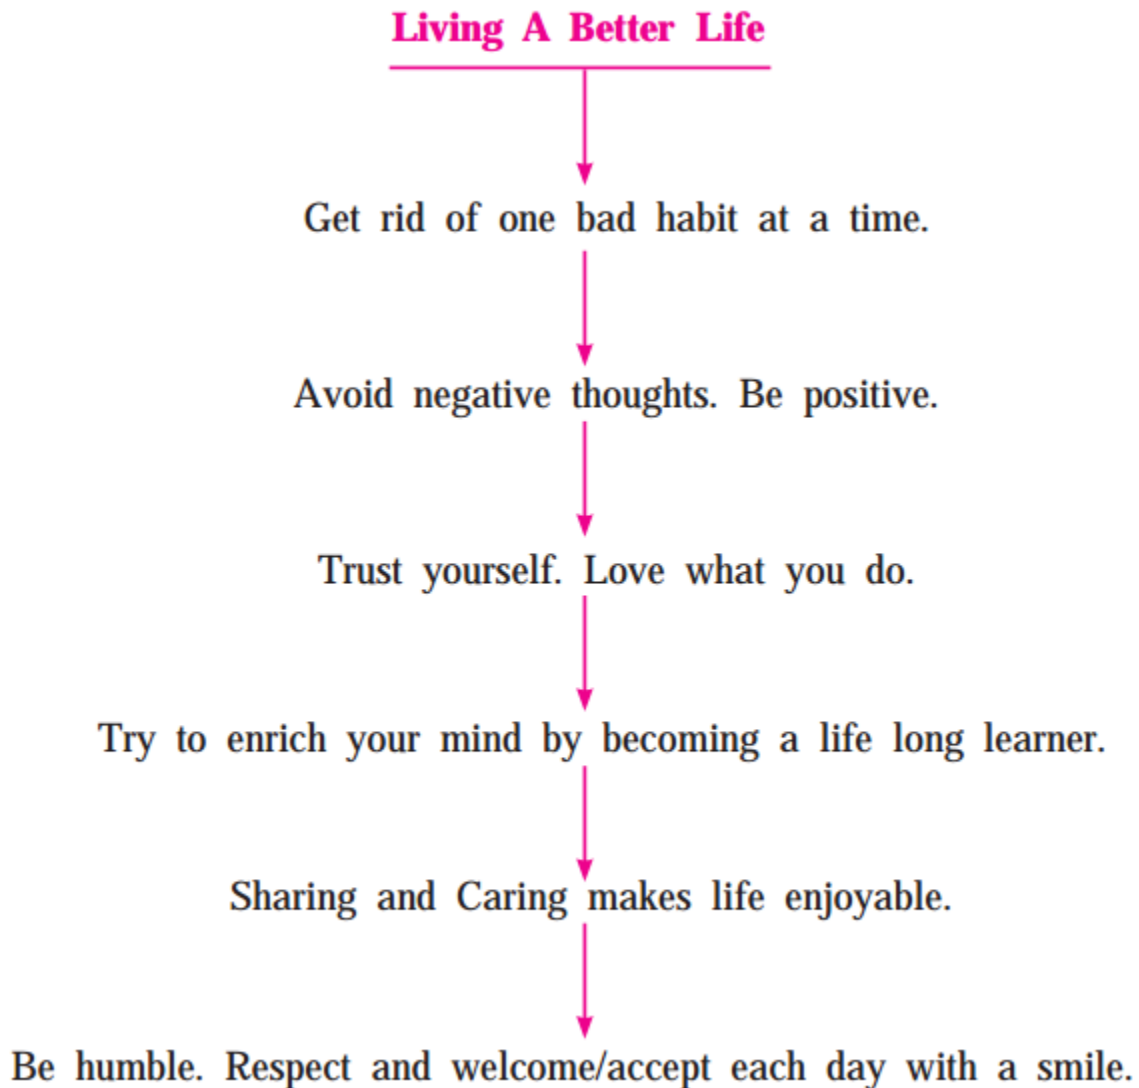 Living A Better Life
Get rid of one bad habit at a time.
Avoid negative thoughts. Be positive.
Trust yourself. Love what you do.
Try to enrich your mind by becoming a life long learner.
Sharing and Caring makes life enjoyable.
Be humble. Respect and welcome/accept each day with a smile.